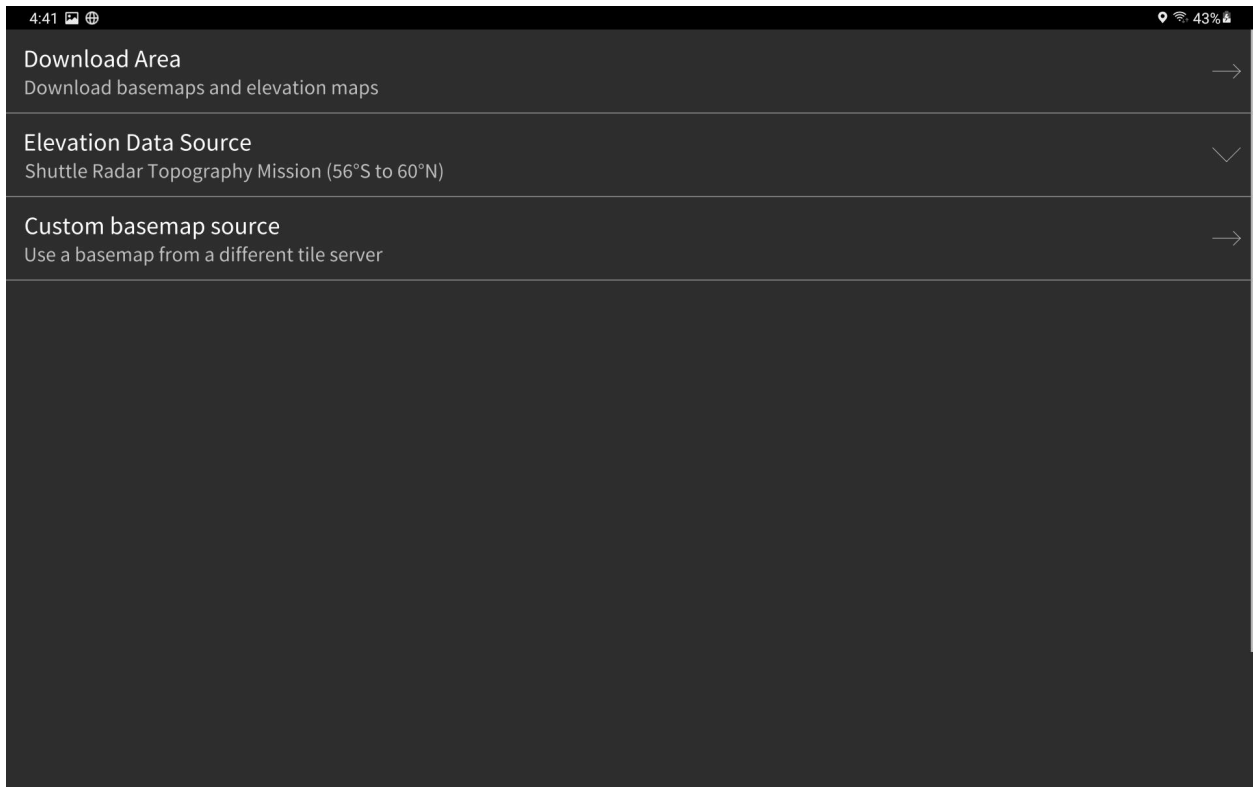 4:41
43%
Download Area
Download basemaps and elevation maps
Elevation Data Source
Shuttle Radar Topography Mission (56°S to 60°N)
Custom basemap source
Use a basemap from a different tile server